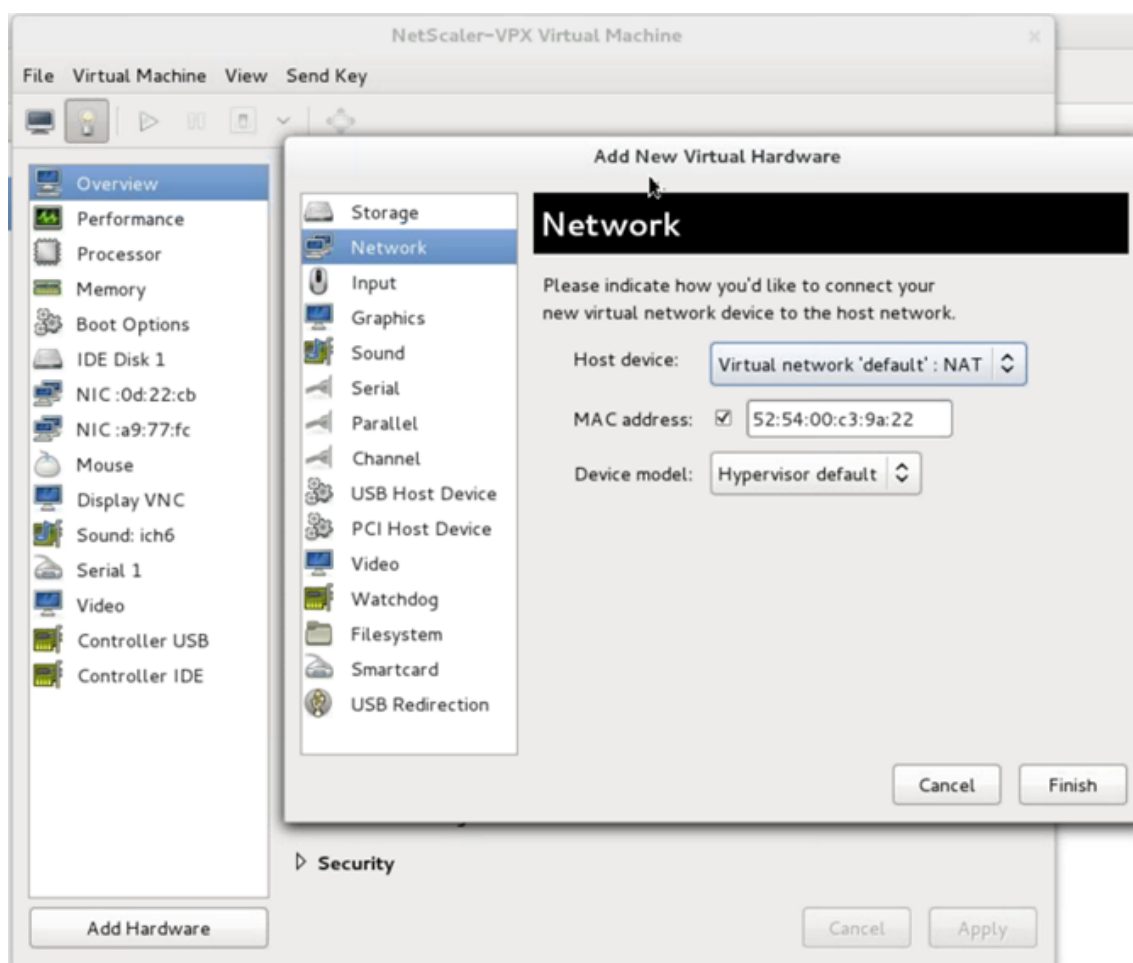 NetScaler-VPX Virtual Machine
File Virtual Machine View Send Key
Overview
Performance
Processor
Memory
Boot Options
IDE Disk 1
NIC :0d:22:cb
NIC :a9:77:fc
Mouse
Display VNC
Sound: ich6
Serial 1
Video
Controller USB
Controller IDE
Add Hardware
Add New Virtual Hardware
Storage
Network
Input
Graphics
Sound
Serial
Parallel
Channel
USB Host Device
PCI Host Device
Video
Watchdog
Filesystem
Smartcard
USB Redirection
Network
Please indicate how you'd like to connect your
new virtual network device to the host network.
Host device: Virtual network 'default' : NAT
MAC address: 52:54:00:c3:9a:22
Device model: Hypervisor default
Cancel Finish
Security
Cancel Apply